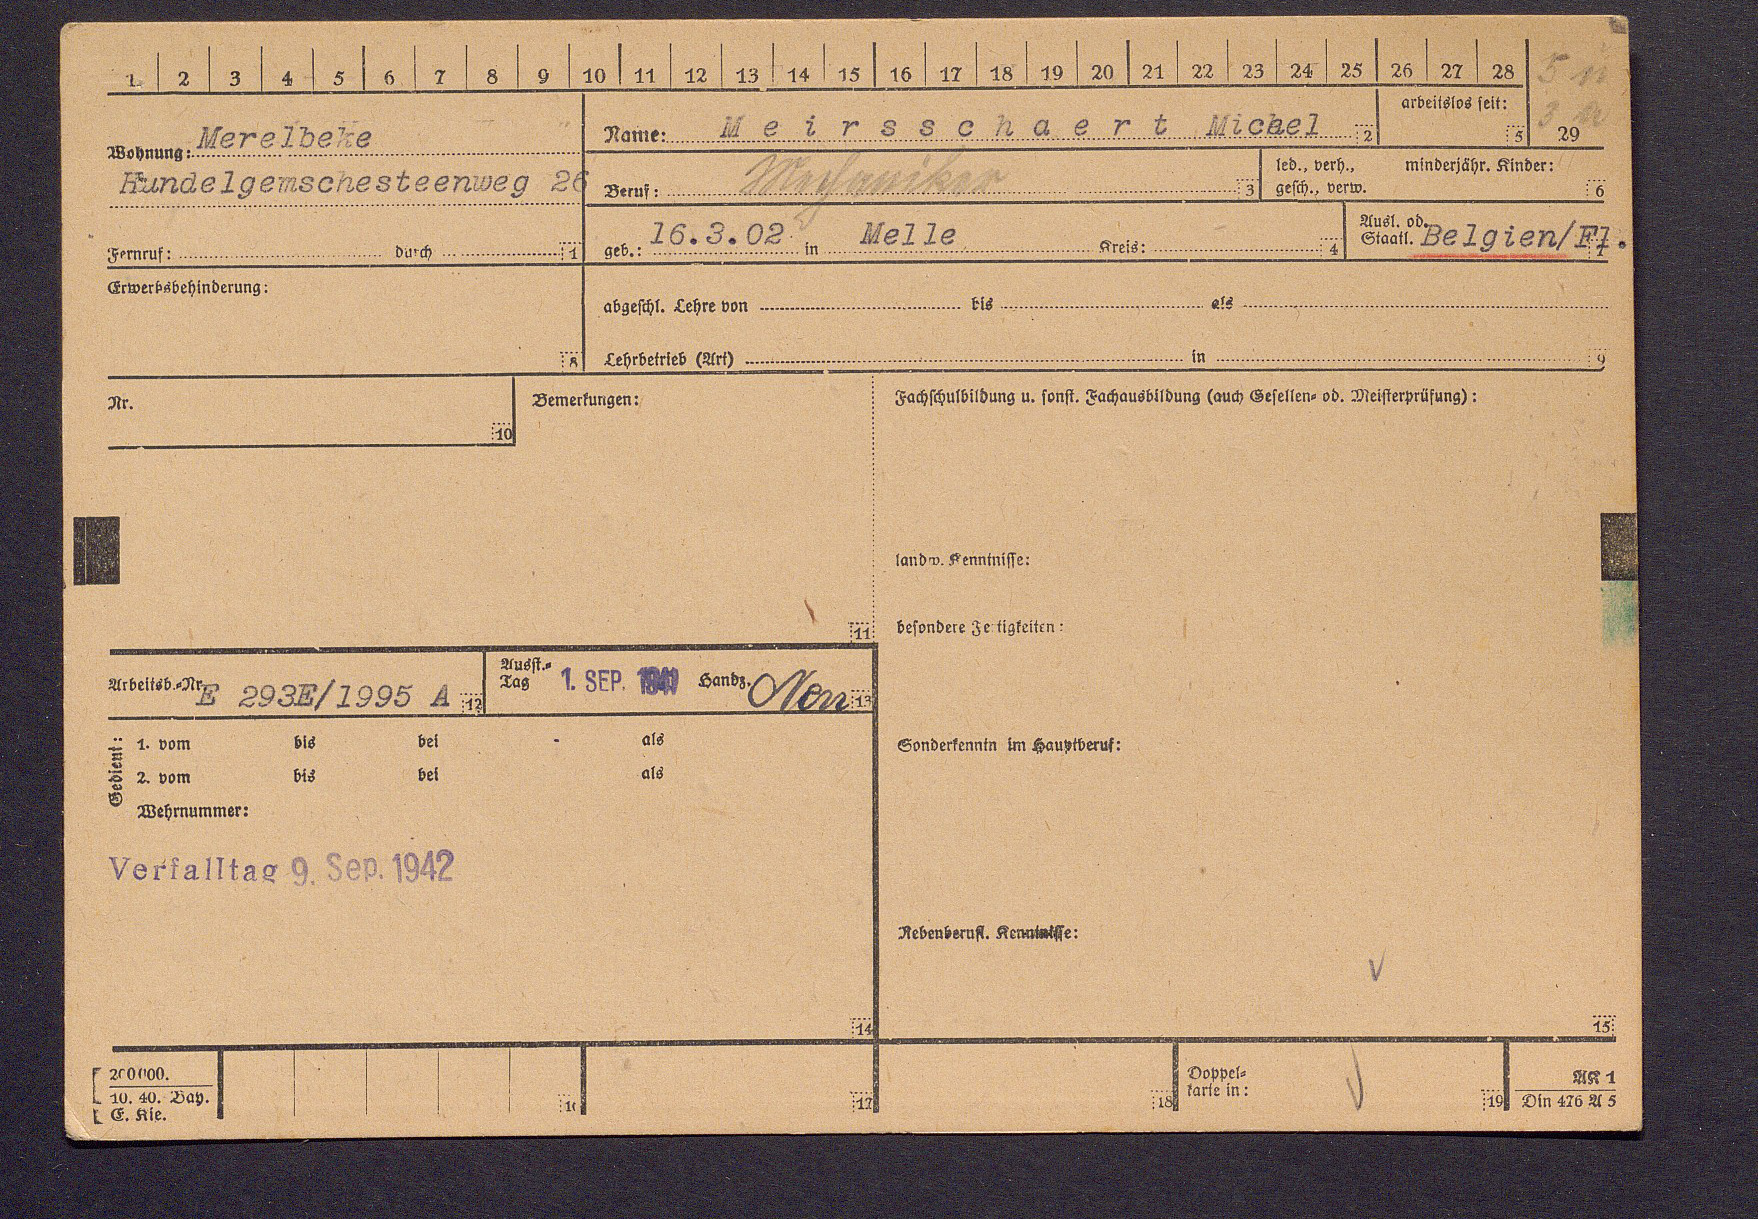 1 2 3 4 5 6 7 8 9 10 11 12 13 14 15 16 17 18 19 20 21 22 23 24 25 26 27 28 29
Wohnung: Merelbeke
Hundelgemschesteenweg 26
Fernruf: durch 1
Name: Meirsschaert Michel 2
arbeitslos seit: 5
Beruf: Mechaniker 3
led., verh., gesch., verw.
minderjähr. Kinder: 6
geb.: 16.3.02 in Melle Kreis: 4
Ausl. od. Staatl. Belgien/Fl. 7
Erwerbsbehinderung: 8
abgeschl. Lehre von bis als
Lehrbetrieb (Art) in 9
Nr. 10
Bemerkungen: 11
Fachschulbildung u. sonst. Fachausbildung (auch Gesellen- od. Meisterprüfung):
landw. Kenntnisse:
besondere Fertigkeiten:
Arbeitsb.-Nr. E 293E/1995 A 12
Ausst.-Tag 1. SEP. 1941 Handz. 13
Gedient:
1. vom bis bei als
2. vom bis bei als
Wehrnummer:
Verfalltag 9. Sep. 1942
14
Sonderkenntn im Hauptberuf:
Nebenberufl. Kenntnisse:
15
200000.
10. 40. Bay.
E. Kie.
16 17 18
Doppel-
karte in: 19
AK 1
Din 476 A 5